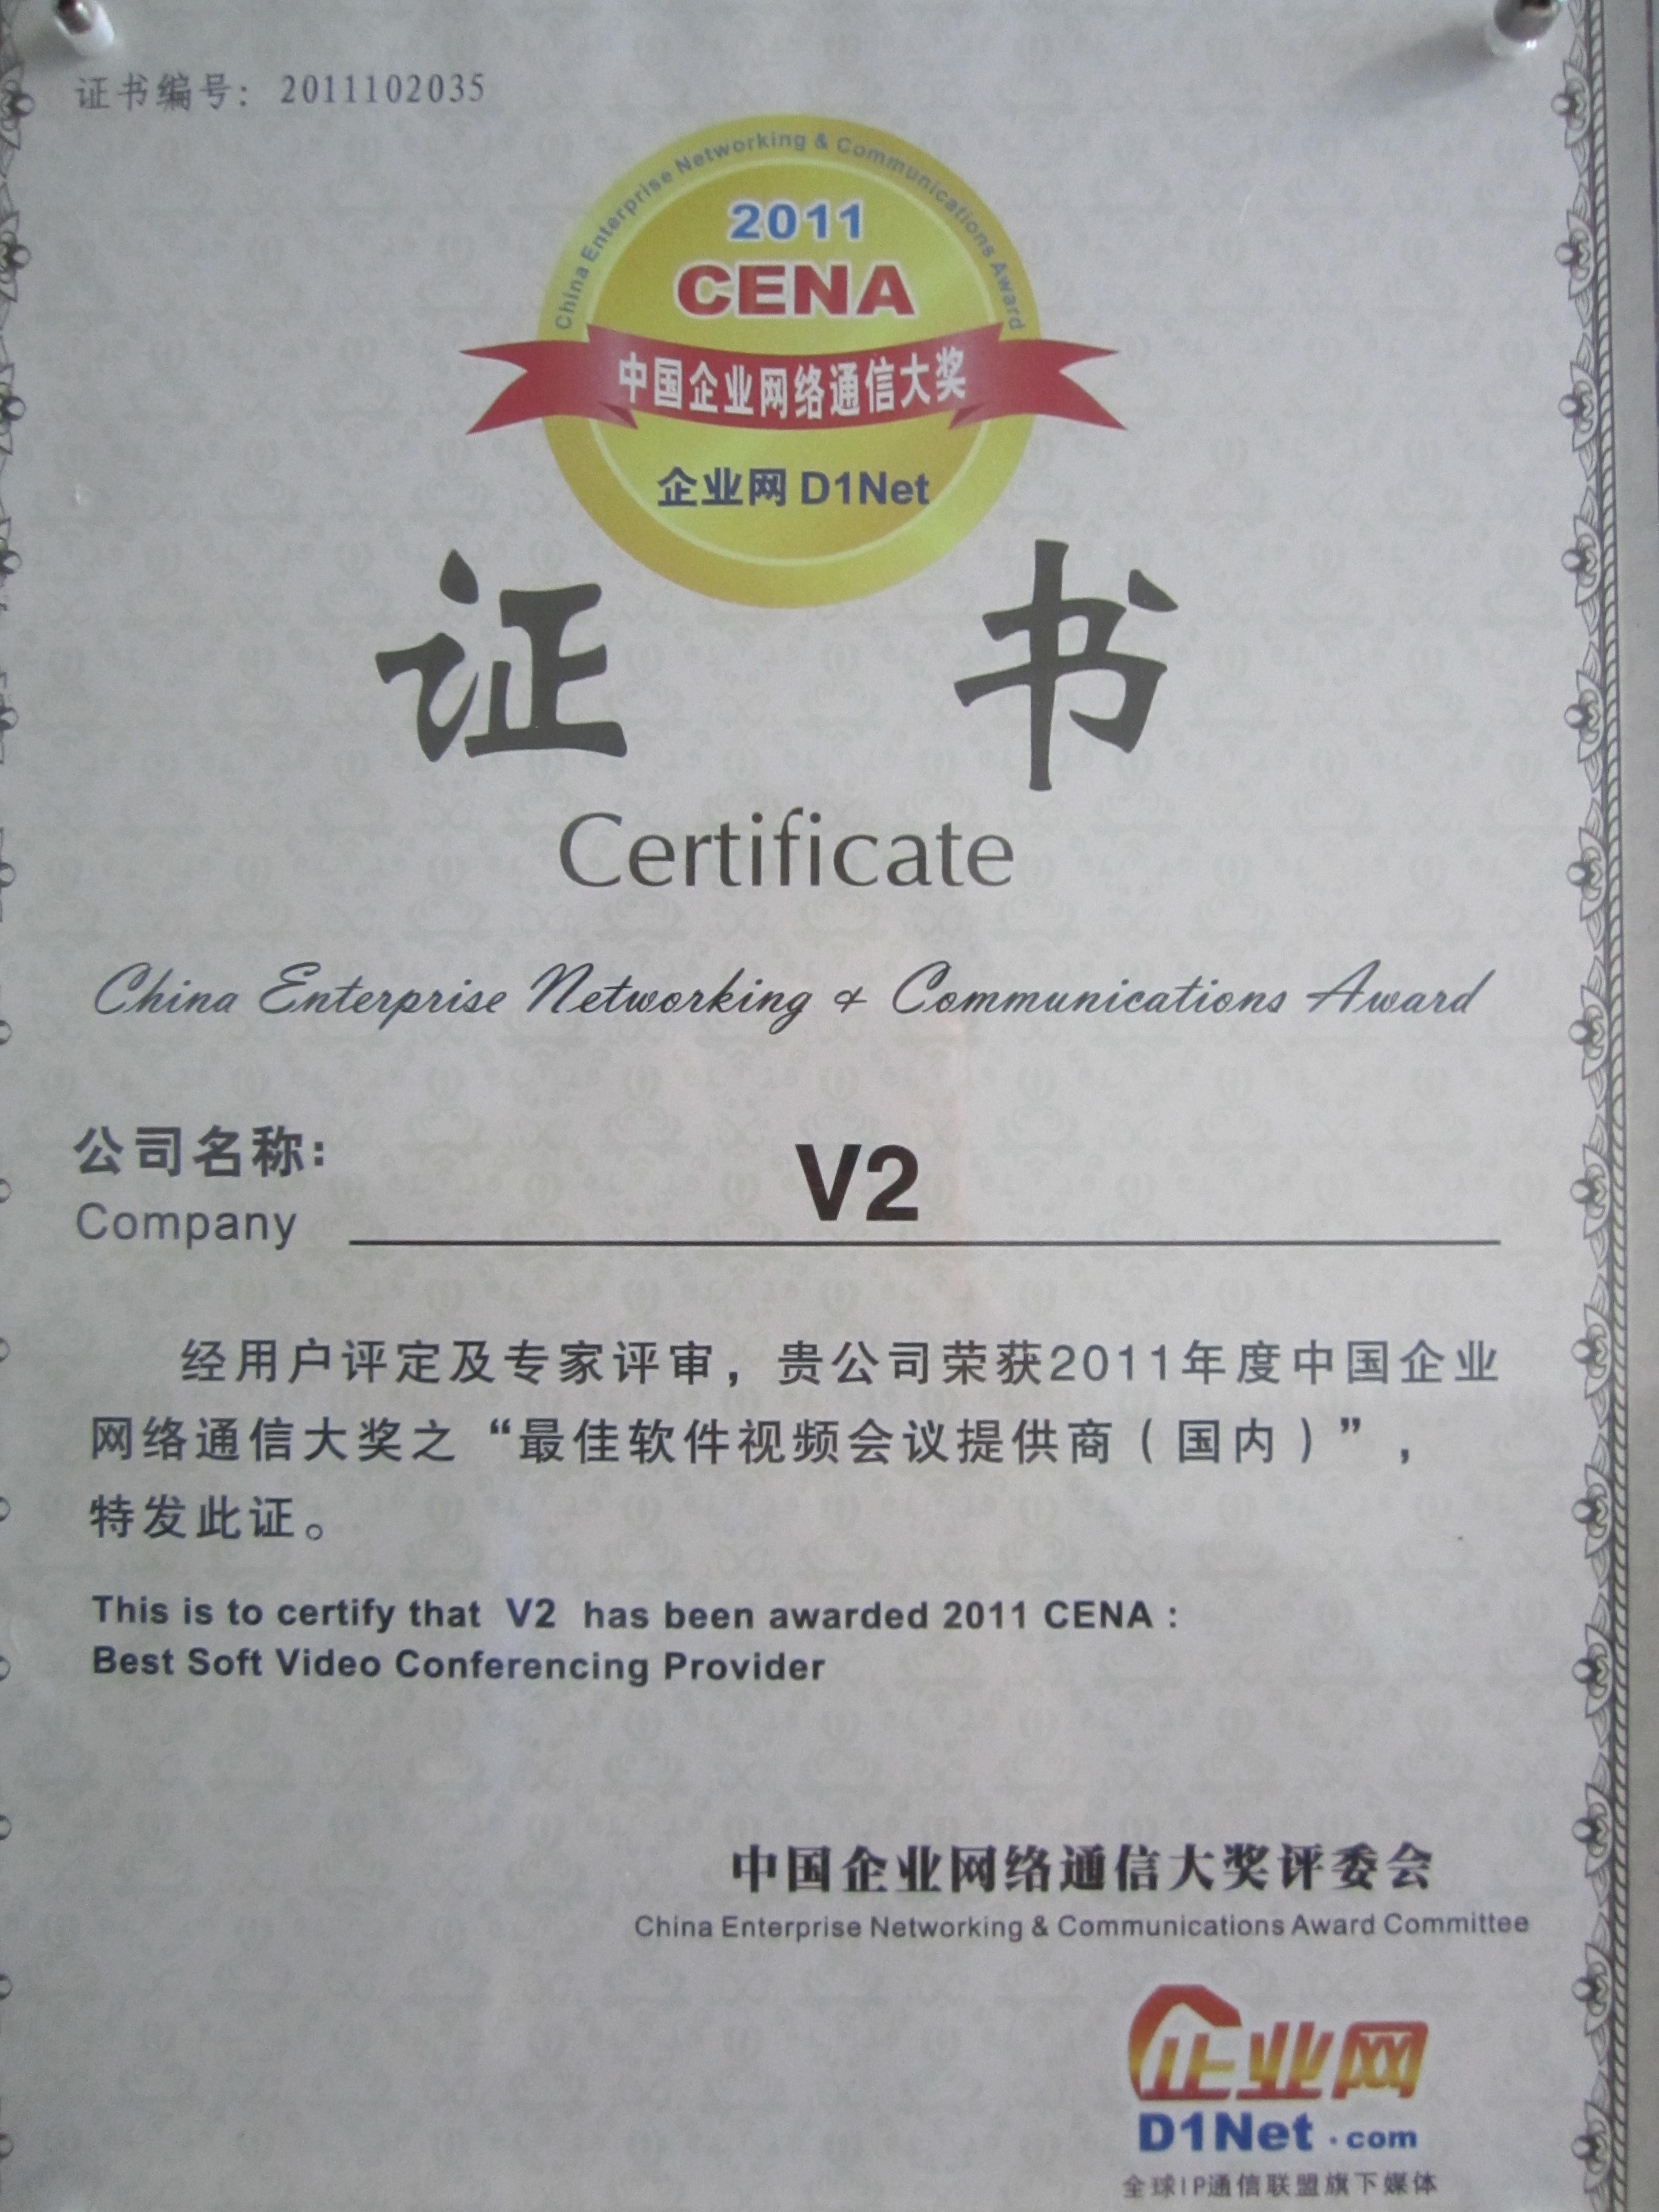 证书编号：2011102035
China Enterprise Networking & Communications Award
2011
CENA
中国企业网络通信大奖
企业网 D1Net
证 书
Certificate
China Enterprise Networking & Communications Award
公司名称：
V2
Company
经用户评定及专家评审，贵公司荣获2011年度中国企业
网络通信大奖之“最佳软件视频会议提供商（国内）”，
特发此证。
This is to certify that V2 has been awarded 2011 CENA :
Best Soft Video Conferencing Provider
中国企业网络通信大奖评委会
China Enterprise Networking & Communications Award Committee
企业网
D1Net.com
全球IP通信联盟旗下媒体